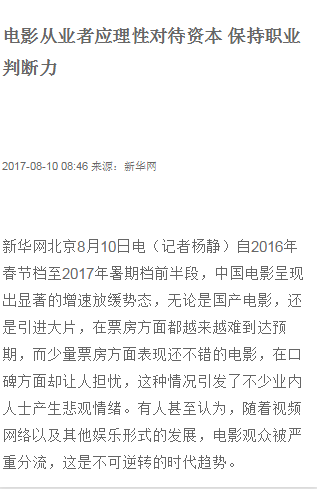 电影从业者应理性对待资本 保持职业
判断力
2017-08-10 08:46 来源：新华网
新华网北京8月10日电（记者杨静）自2016年
春节档至2017年暑期档前半段，中国电影呈现
出显著的增速放缓势态，无论是国产电影，还
是引进大片，在票房方面都越来越难到达预
期，而少量票房方面表现还不错的电影，在口
碑方面却让人担忧，这种情况引发了不少业内
人士产生悲观情绪。有人甚至认为，随着视频
网络以及其他娱乐形式的发展，电影观众被严
重分流，这是不可逆转的时代趋势。